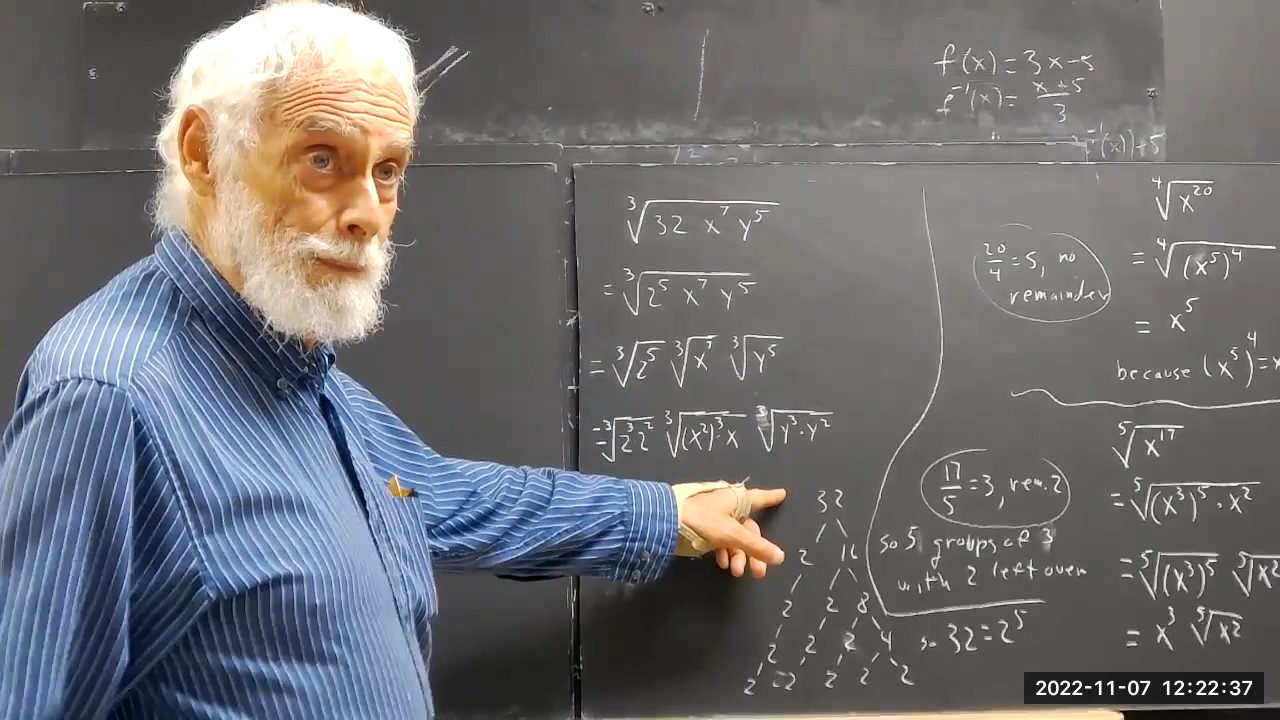 f(x) = 3x-5
f⁻¹(x) = (x+5)/3
⁻¹(x))+5
∛(32 x⁷ y⁵)
= ∛(2⁵ x⁷ y⁵)
= ∛(2⁵) ∛(x⁷) ∛(y⁵)
= ∛(2³2²) ∛((x²)³·x) ∛(y³·y²)
32
2 16
2 2 8
2 2 2 4
2 2 2 2 2
so 32=2⁵
20/4 = 5, no
remainder
⁴√(x²⁰)
= ⁴√((x⁵)⁴)
= x⁵
because (x⁵)⁴=x
17/5 = 3, rem. 2
so 5 groups of 3
with 2 left over
⁵√(x¹⁷)
= ⁵√((x³)⁵ · x²)
= ⁵√((x³)⁵) ⁵√(x²
= x³ ⁵√(x²)
2022-11-07 12:22:37